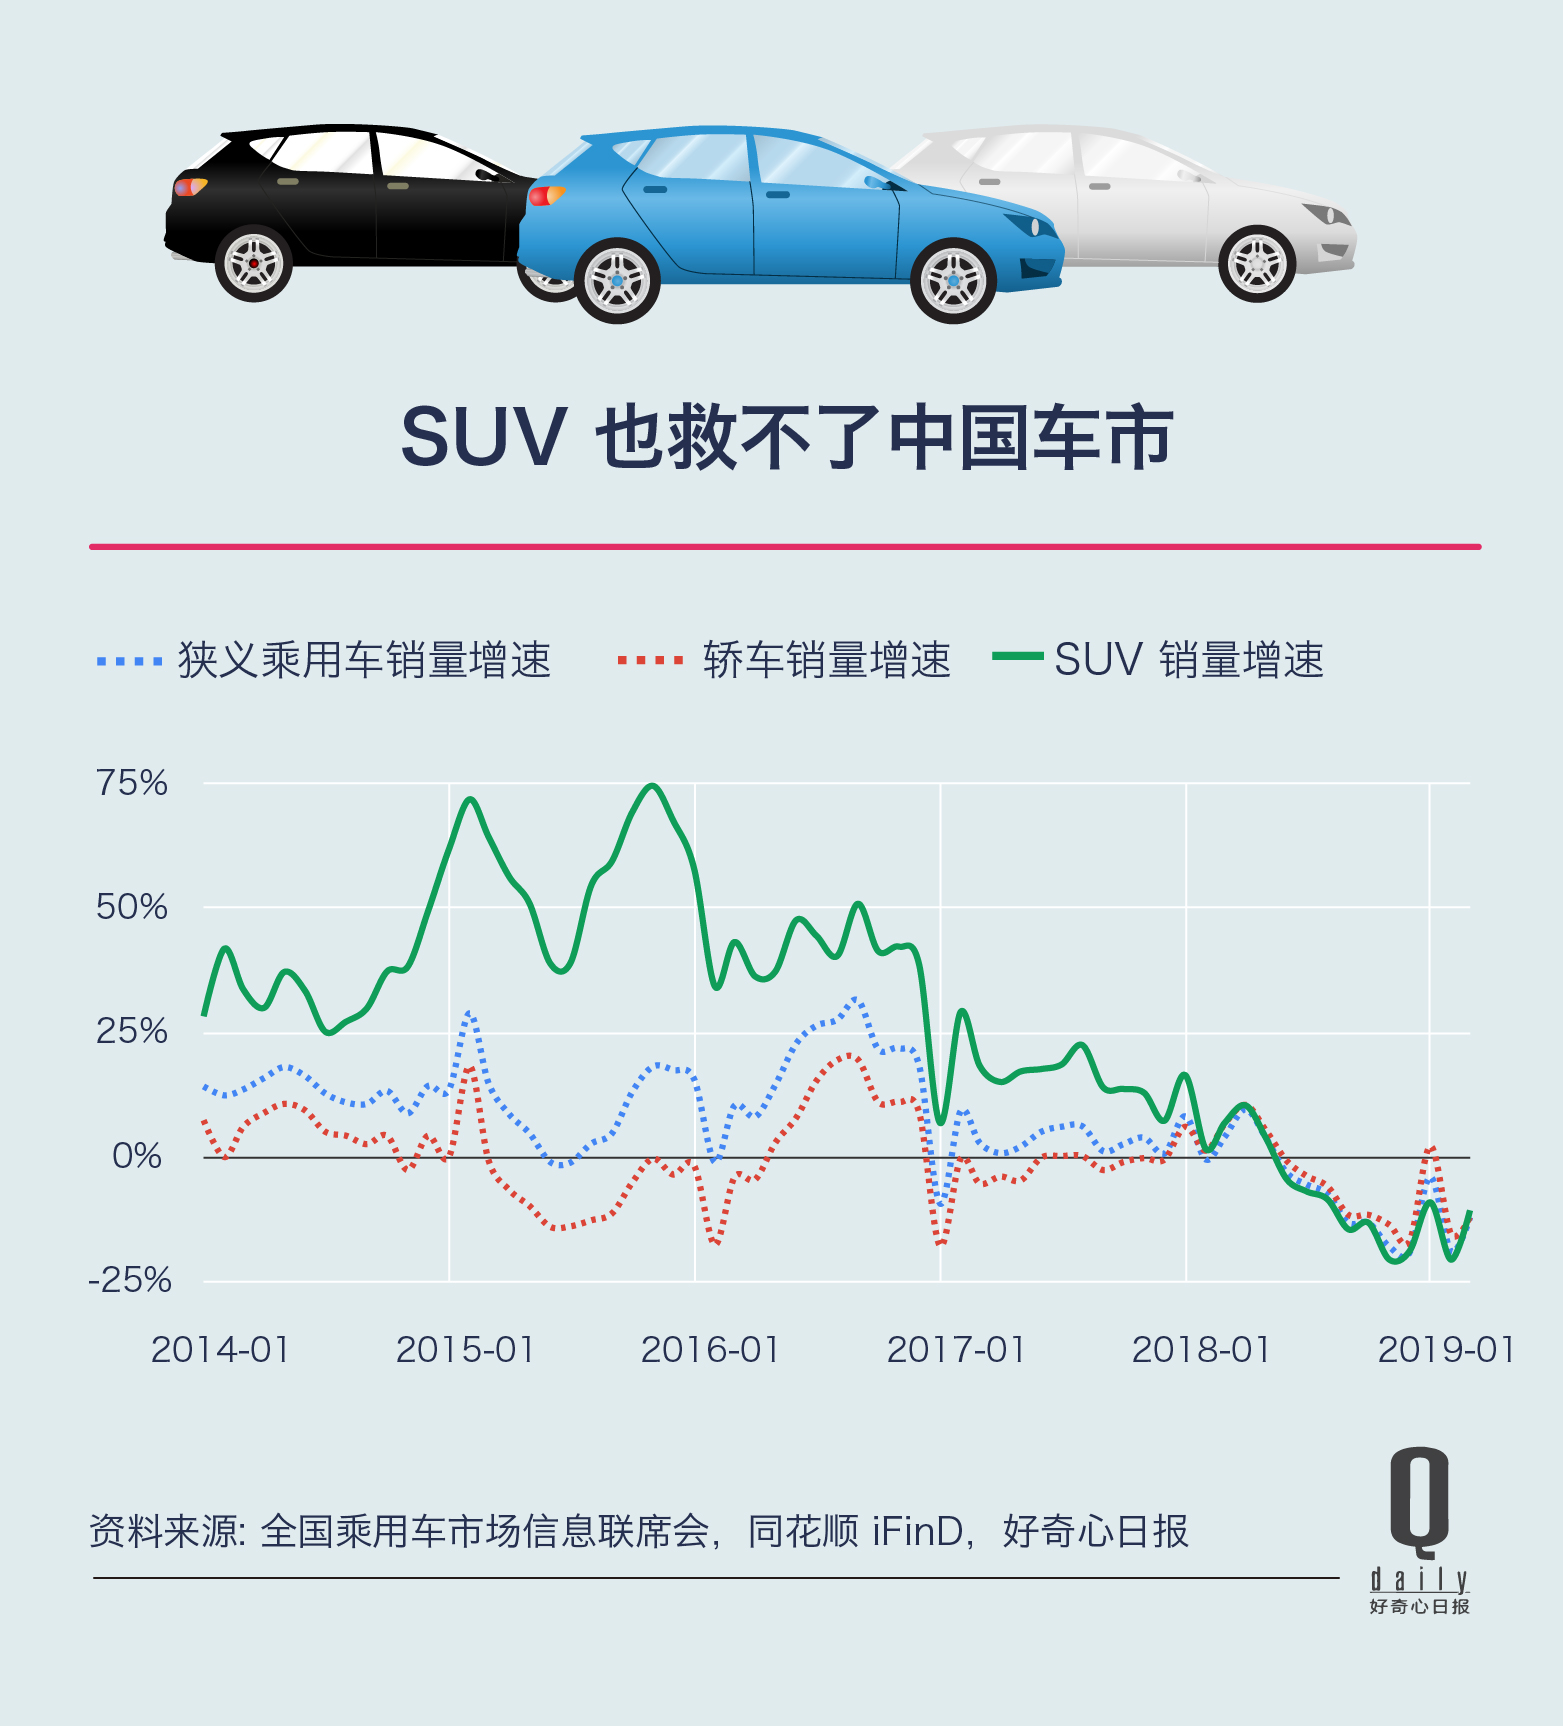 SUV 也救不了中国车市
狭义乘用车销量增速 轿车销量增速 SUV 销量增速
75%
50%
25%
0%
-25%
2014-01 2015-01 2016-01 2017-01 2018-01 2019-01
资料来源: 全国乘用车市场信息联席会，同花顺 iFinD，好奇心日报
Q
daily
好奇心日报